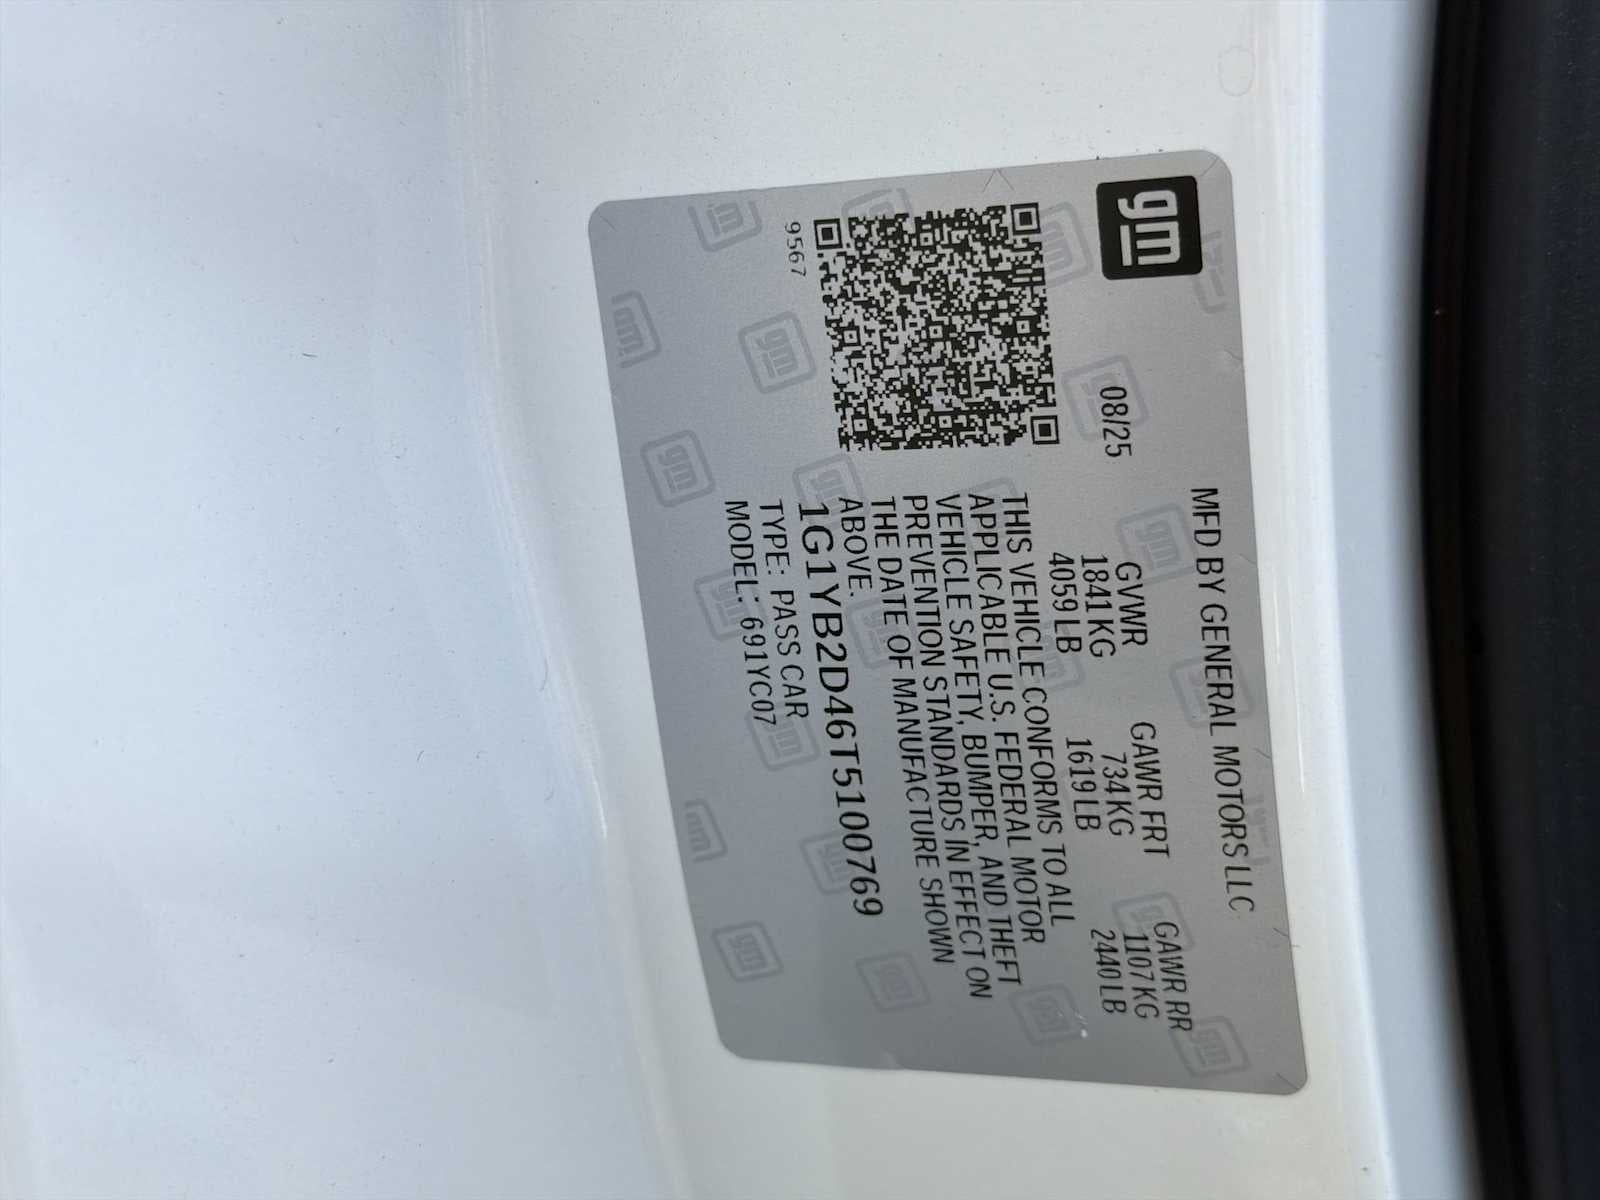 gm
MFD BY GENERAL MOTORS LLC
08/25
GVWR GAWR FRT GAWR RR
1841KG 734KG 1107KG
4059LB 1619LB 2440LB
THIS VEHICLE CONFORMS TO ALL
APPLICABLE U.S. FEDERAL MOTOR
VEHICLE SAFETY, BUMPER, AND THEFT
PREVENTION STANDARDS IN EFFECT ON
THE DATE OF MANUFACTURE SHOWN
ABOVE.
1G1YB2D46T5100769
TYPE: PASS CAR
MODEL: 691YC07
9567